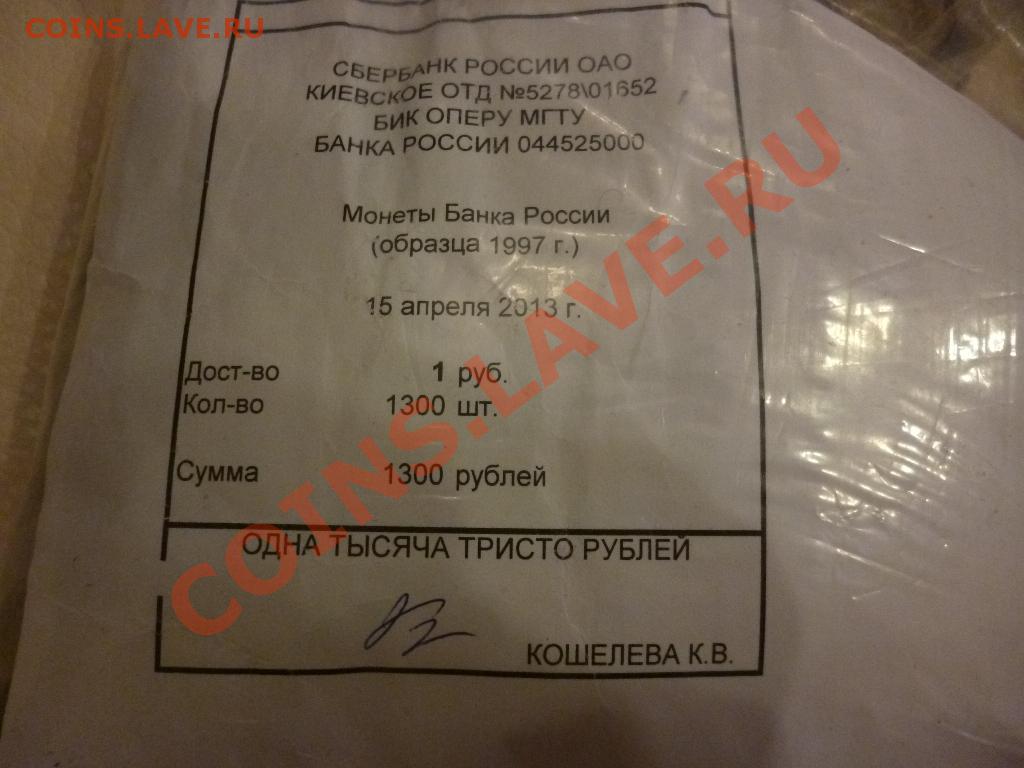 COINS.LAVE.RU
СБЕРБАНК РОССИИ ОАО
КИЕВСКОЕ ОТД №5278\01652
БИК ОПЕРУ МГТУ
БАНКА РОССИИ 044525000
Монеты Банка России
(образца 1997 г.)
15 апреля 2013 г.
Дост-во 1 руб.
Кол-во 1300 шт.
Сумма 1300 рублей
ОДНА ТЫСЯЧА ТРИСТО РУБЛЕЙ
КОШЕЛЕВА К.В.
COINS.LAVE.RU